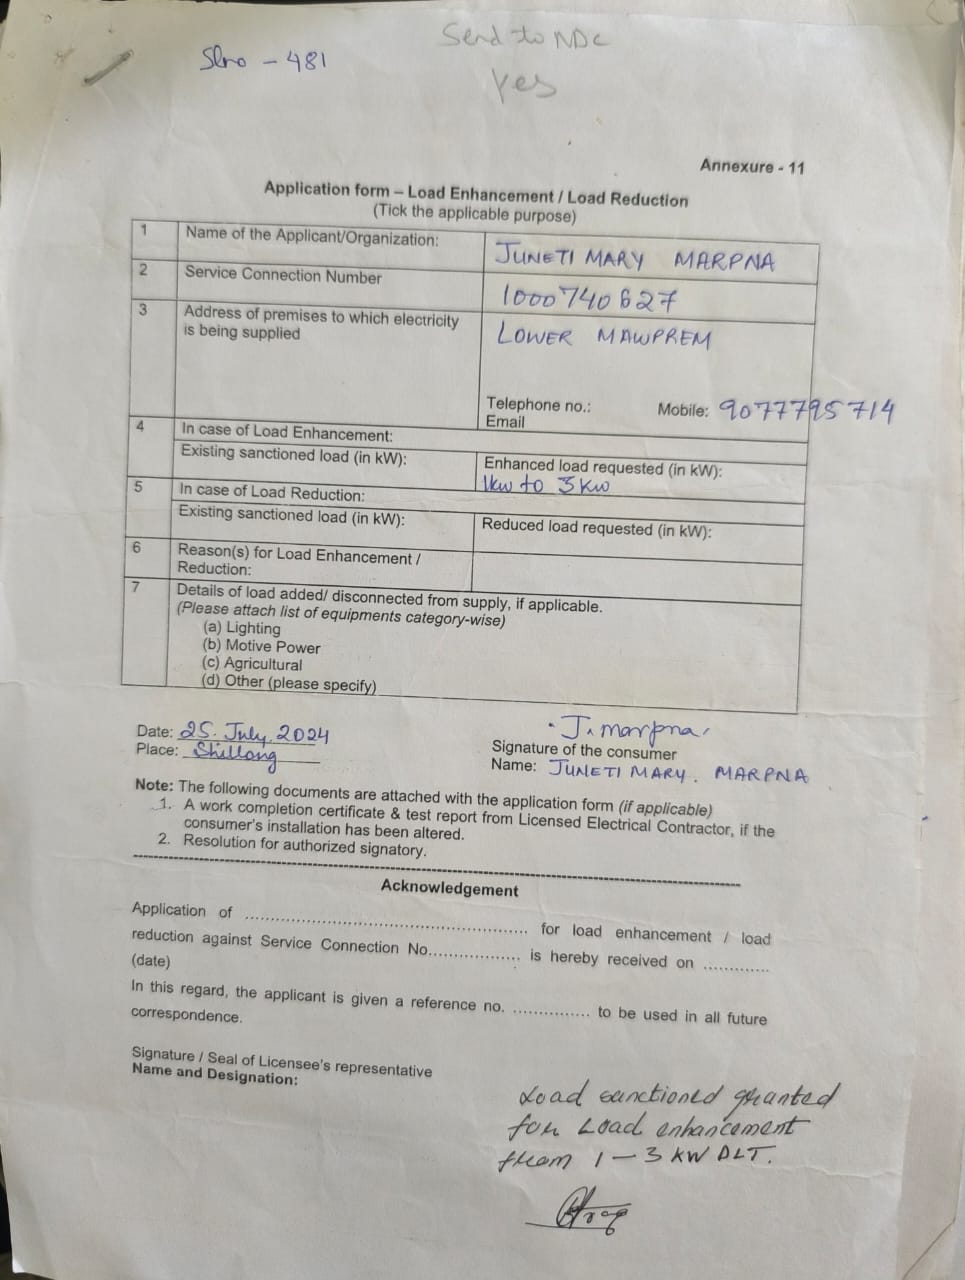 Send to NDC
Slno - 481
Yes
Annexure - 11
Application form – Load Enhancement / Load Reduction
(Tick the applicable purpose)
1 Name of the Applicant/Organization: JUNETI MARY MARPNA
2 Service Connection Number 1000740627
3 Address of premises to which electricity is being supplied LOWER MAWPREM
Telephone no.: Mobile: 9077795714
Email
4 In case of Load Enhancement:
Existing sanctioned load (in kW): Enhanced load requested (in kW):
1kw to 3kw
5 In case of Load Reduction:
Existing sanctioned load (in kW): Reduced load requested (in kW):
6 Reason(s) for Load Enhancement /
Reduction:
7 Details of load added/ disconnected from supply, if applicable.
(Please attach list of equipments category-wise)
(a) Lighting
(b) Motive Power
(c) Agricultural
(d) Other (please specify)
Date: 25. July, 2024
J. marpna
Place: Shillong
Signature of the consumer
Name: JUNETI MARY. MARPNA
Note: The following documents are attached with the application form (if applicable)
1. A work completion certificate & test report from Licensed Electrical Contractor, if the
consumer's installation has been altered.
2. Resolution for authorized signatory.
Acknowledgement
Application of .................................................... for load enhancement / load
reduction against Service Connection No.................. is hereby received on .............
(date)
In this regard, the applicant is given a reference no. ............... to be used in all future
correspondence.
Signature / Seal of Licensee's representative
Name and Designation:
Load sanctioned granted
for Load enhancement
from 1 - 3 KW DLT.